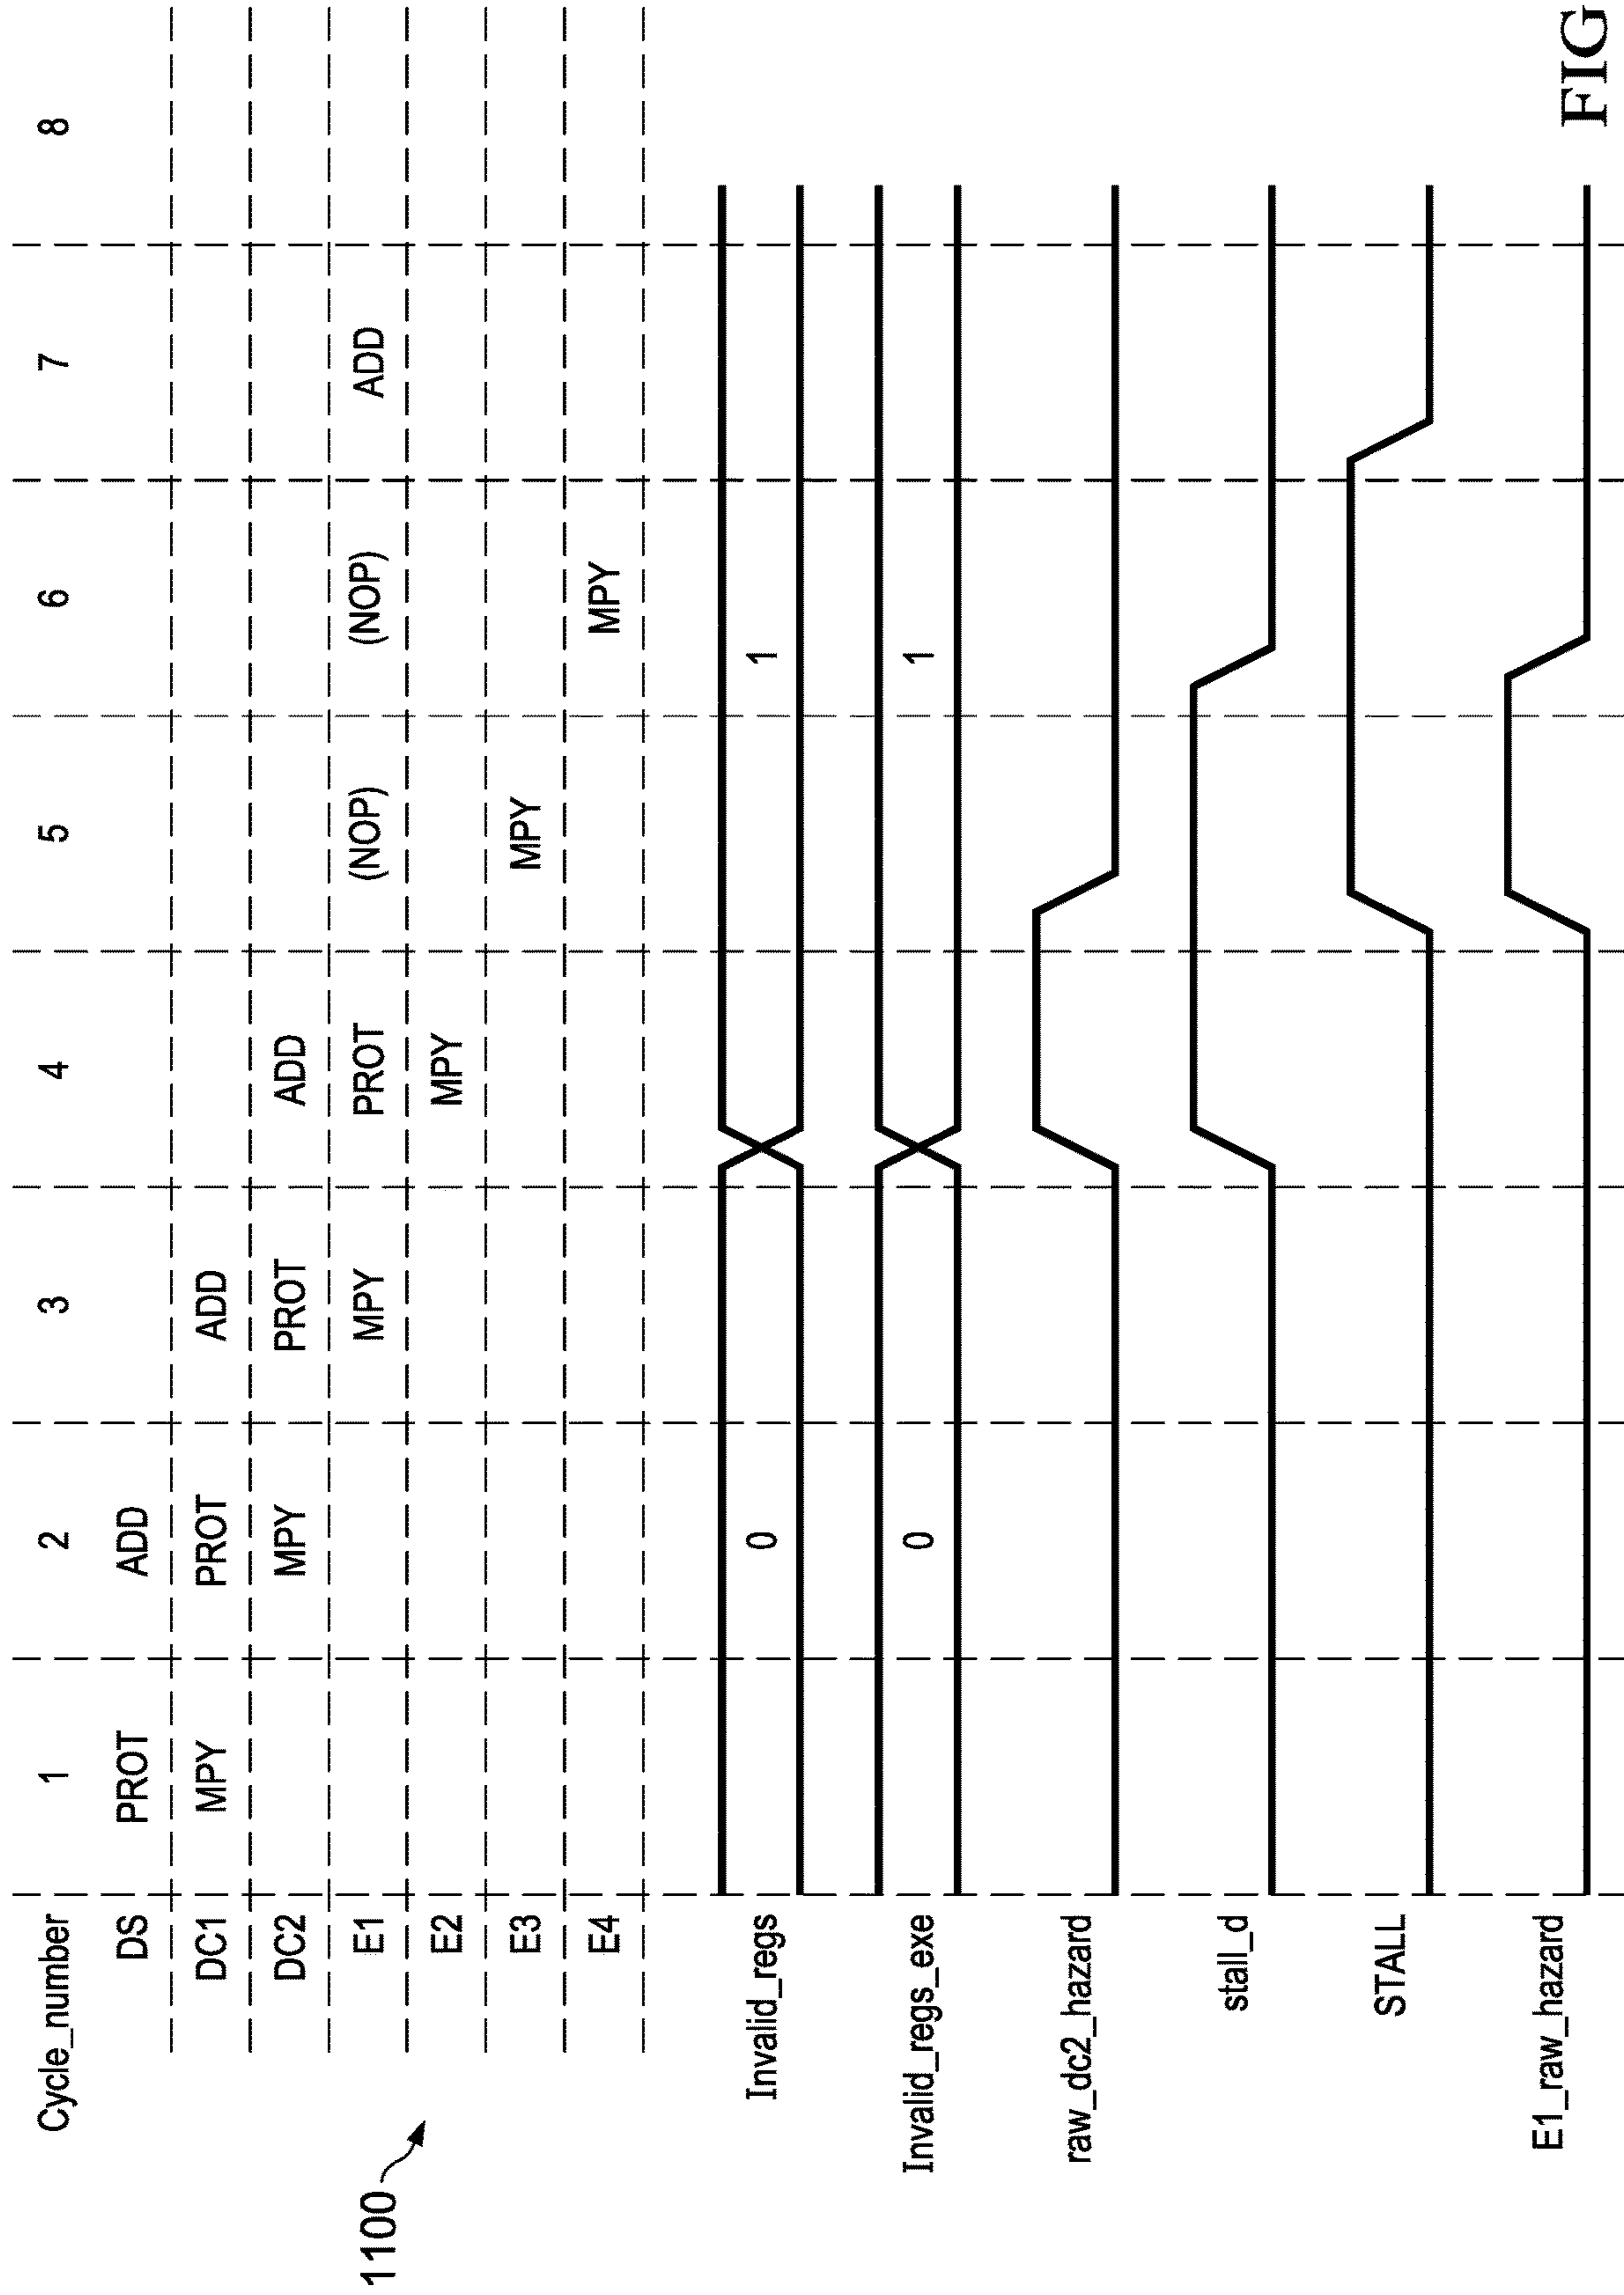 Cycle_number 1 2 3 4 5 6 7 8
DS PROT ADD
DC1 MPY PROT ADD
DC2 MPY PROT ADD
E1 MPY PROT (NOP) (NOP) ADD
E2 MPY
E3 MPY
E4 MPY
1100
Invalid_regs 0 1
Invalid_regs_exe 0 1
raw_dc2_hazard
stall_d
STALL
E1_raw_hazard
FIG